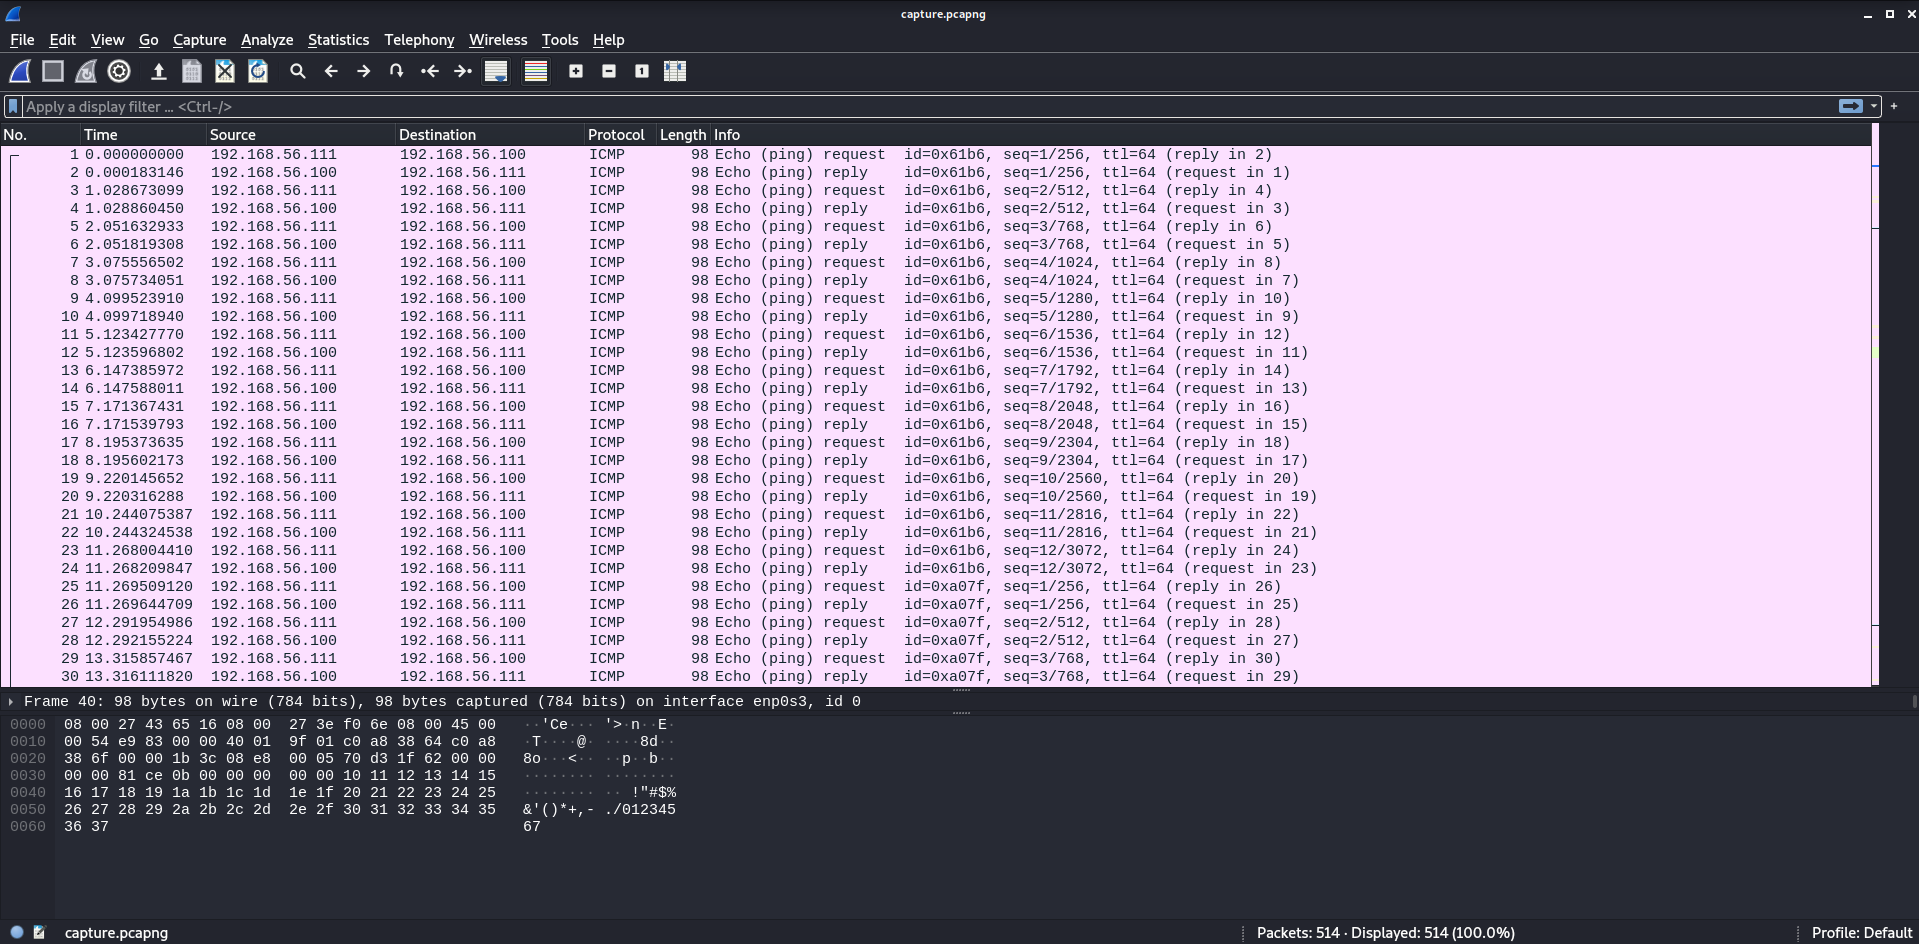 capture.pcapng
File Edit View Go Capture Analyze Statistics Telephony Wireless Tools Help
Apply a display filter ... <Ctrl-/>
No. Time Source Destination Protocol Length Info
1 0.000000000 192.168.56.111 192.168.56.100 ICMP 98 Echo (ping) request id=0x61b6, seq=1/256, ttl=64 (reply in 2)
2 0.000183146 192.168.56.100 192.168.56.111 ICMP 98 Echo (ping) reply id=0x61b6, seq=1/256, ttl=64 (request in 1)
3 1.028673099 192.168.56.111 192.168.56.100 ICMP 98 Echo (ping) request id=0x61b6, seq=2/512, ttl=64 (reply in 4)
4 1.028860450 192.168.56.100 192.168.56.111 ICMP 98 Echo (ping) reply id=0x61b6, seq=2/512, ttl=64 (request in 3)
5 2.051632933 192.168.56.111 192.168.56.100 ICMP 98 Echo (ping) request id=0x61b6, seq=3/768, ttl=64 (reply in 6)
6 2.051819308 192.168.56.100 192.168.56.111 ICMP 98 Echo (ping) reply id=0x61b6, seq=3/768, ttl=64 (request in 5)
7 3.075556502 192.168.56.111 192.168.56.100 ICMP 98 Echo (ping) request id=0x61b6, seq=4/1024, ttl=64 (reply in 8)
8 3.075734051 192.168.56.100 192.168.56.111 ICMP 98 Echo (ping) reply id=0x61b6, seq=4/1024, ttl=64 (request in 7)
9 4.099523910 192.168.56.111 192.168.56.100 ICMP 98 Echo (ping) request id=0x61b6, seq=5/1280, ttl=64 (reply in 10)
10 4.099718940 192.168.56.100 192.168.56.111 ICMP 98 Echo (ping) reply id=0x61b6, seq=5/1280, ttl=64 (request in 9)
11 5.123427770 192.168.56.111 192.168.56.100 ICMP 98 Echo (ping) request id=0x61b6, seq=6/1536, ttl=64 (reply in 12)
12 5.123596802 192.168.56.100 192.168.56.111 ICMP 98 Echo (ping) reply id=0x61b6, seq=6/1536, ttl=64 (request in 11)
13 6.147385972 192.168.56.111 192.168.56.100 ICMP 98 Echo (ping) request id=0x61b6, seq=7/1792, ttl=64 (reply in 14)
14 6.147588011 192.168.56.100 192.168.56.111 ICMP 98 Echo (ping) reply id=0x61b6, seq=7/1792, ttl=64 (request in 13)
15 7.171367431 192.168.56.111 192.168.56.100 ICMP 98 Echo (ping) request id=0x61b6, seq=8/2048, ttl=64 (reply in 16)
16 7.171539793 192.168.56.100 192.168.56.111 ICMP 98 Echo (ping) reply id=0x61b6, seq=8/2048, ttl=64 (request in 15)
17 8.195373635 192.168.56.111 192.168.56.100 ICMP 98 Echo (ping) request id=0x61b6, seq=9/2304, ttl=64 (reply in 18)
18 8.195602173 192.168.56.100 192.168.56.111 ICMP 98 Echo (ping) reply id=0x61b6, seq=9/2304, ttl=64 (request in 17)
19 9.220145652 192.168.56.111 192.168.56.100 ICMP 98 Echo (ping) request id=0x61b6, seq=10/2560, ttl=64 (reply in 20)
20 9.220316288 192.168.56.100 192.168.56.111 ICMP 98 Echo (ping) reply id=0x61b6, seq=10/2560, ttl=64 (request in 19)
21 10.244075387 192.168.56.111 192.168.56.100 ICMP 98 Echo (ping) request id=0x61b6, seq=11/2816, ttl=64 (reply in 22)
22 10.244324538 192.168.56.100 192.168.56.111 ICMP 98 Echo (ping) reply id=0x61b6, seq=11/2816, ttl=64 (request in 21)
23 11.268004410 192.168.56.111 192.168.56.100 ICMP 98 Echo (ping) request id=0x61b6, seq=12/3072, ttl=64 (reply in 24)
24 11.268209847 192.168.56.100 192.168.56.111 ICMP 98 Echo (ping) reply id=0x61b6, seq=12/3072, ttl=64 (request in 23)
25 11.269509120 192.168.56.111 192.168.56.100 ICMP 98 Echo (ping) request id=0xa07f, seq=1/256, ttl=64 (reply in 26)
26 11.269644709 192.168.56.100 192.168.56.111 ICMP 98 Echo (ping) reply id=0xa07f, seq=1/256, ttl=64 (request in 25)
27 12.291954986 192.168.56.111 192.168.56.100 ICMP 98 Echo (ping) request id=0xa07f, seq=2/512, ttl=64 (reply in 28)
28 12.292155224 192.168.56.100 192.168.56.111 ICMP 98 Echo (ping) reply id=0xa07f, seq=2/512, ttl=64 (request in 27)
29 13.315857467 192.168.56.111 192.168.56.100 ICMP 98 Echo (ping) request id=0xa07f, seq=3/768, ttl=64 (reply in 30)
30 13.316111820 192.168.56.100 192.168.56.111 ICMP 98 Echo (ping) reply id=0xa07f, seq=3/768, ttl=64 (request in 29)
Frame 40: 98 bytes on wire (784 bits), 98 bytes captured (784 bits) on interface enp0s3, id 0
0000 08 00 27 43 65 16 08 00 27 3e f0 6e 08 00 45 00 ··'Ce··· '>·n··E·
0010 00 54 e9 83 00 00 40 01 9f 01 c0 a8 38 64 c0 a8 ·T····@· ····8d··
0020 38 6f 00 00 1b 3c 08 e8 00 05 70 d3 1f 62 00 00 8o···<·· ··p··b··
0030 00 00 81 ce 0b 00 00 00 00 00 10 11 12 13 14 15 ········ ········
0040 16 17 18 19 1a 1b 1c 1d 1e 1f 20 21 22 23 24 25 ········ ·· !"#$%
0050 26 27 28 29 2a 2b 2c 2d 2e 2f 30 31 32 33 34 35 &'()*+,- ./012345
0060 36 37 67
capture.pcapng Packets: 514 · Displayed: 514 (100.0%) Profile: Default